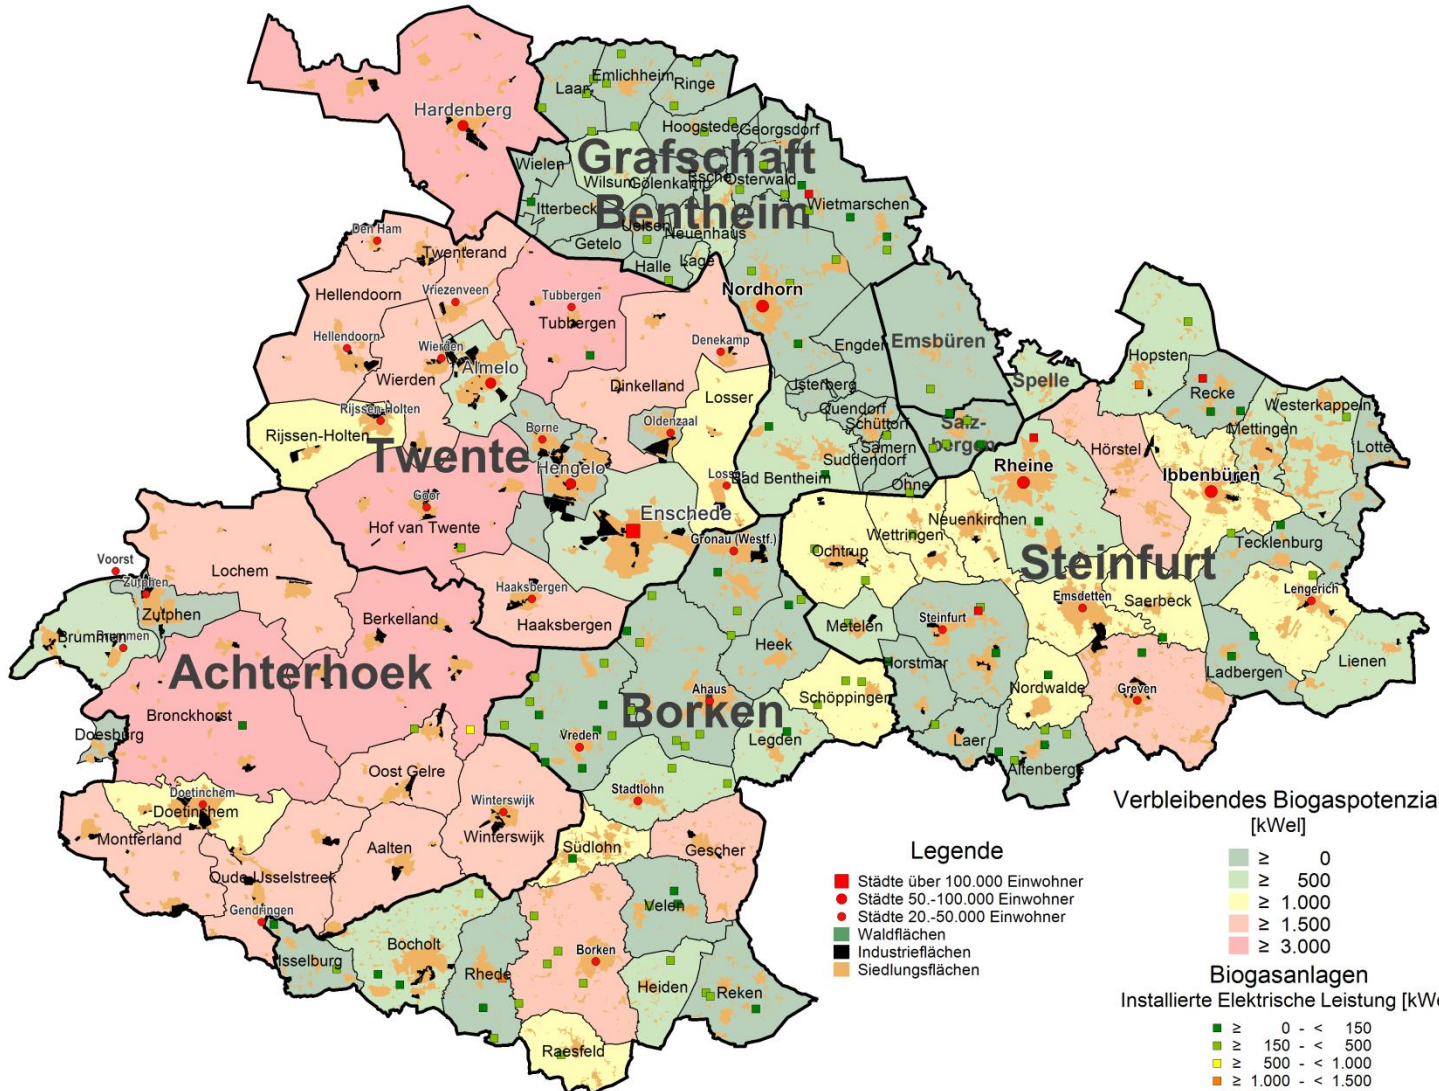 Laar
Emlichheim
Ringe
Hardenberg
Hoogstede
Georgsdorf
Grafschaft
Wielen
Wilsum
Gölenkamp
Esche
Osterwald
Itterbeck
Bentheim
Wietmarschen
Uelsen
Neuenhaus
Getelo
Halle
Lage
Den Ham
Twenterand
Hellendoorn
Vriezenveen
Tubbergen
Tubbergen
Nordhorn
Hellendoorn
Wierden
Denekamp
Engden
Emsbüren
Wierden
Almelo
Dinkelland
Losser
Isterberg
Spelle
Hopsten
Recke
Rijssen-Holten
Rijssen-Holten
Borne
Oldenzaal
Quendorf
Schüttorf
Salz-
bergen
Samern
Suddendorf
Hörstel
Westerkappeln
Mettingen
Lotte
Twente
Hengelo
Losser
Bad Bentheim
Ohne
Rheine
Ibbenbüren
Goor
Hof van Twente
Enschede
Gronau (Westf.)
Wettringen
Neuenkirchen
Ochtrup
Steinfurt
Tecklenburg
Voorst
Zutphen
Zutphen
Lochem
Haaksbergen
Haaksbergen
Emsdetten
Saerbeck
Lengerich
Brummen
Brummen
Berkelland
Heek
Metelen
Steinfurt
Horstmar
Ladbergen
Lienen
Achterhoek
Bronckhorst
Borken
Ahaus
Schöppingen
Nordwalde
Greven
Doesburg
Vreden
Legden
Laer
Altenberge
Doetinchem
Doetinchem
Oost Gelre
Winterswijk
Winterswijk
Stadtlohn
Montferland
Aalten
Südlohn
Gescher
Oude IJsselstreek
Gendringen
Velen
Isselburg
Bocholt
Rhede
Borken
Heiden
Reken
Raesfeld
Legende
Städte über 100.000 Einwohner
Städte 50.-100.000 Einwohner
Städte 20.-50.000 Einwohner
Waldflächen
Industrieflächen
Siedlungsflächen
Verbleibendes Biogaspotenzia
[kWel]
≥ 0
≥ 500
≥ 1.000
≥ 1.500
≥ 3.000
Biogasanlagen
Installierte Elektrische Leistung [kWe
≥ 0 - < 150
≥ 150 - < 500
≥ 500 - < 1.000
≥ 1.000 - < 1.500